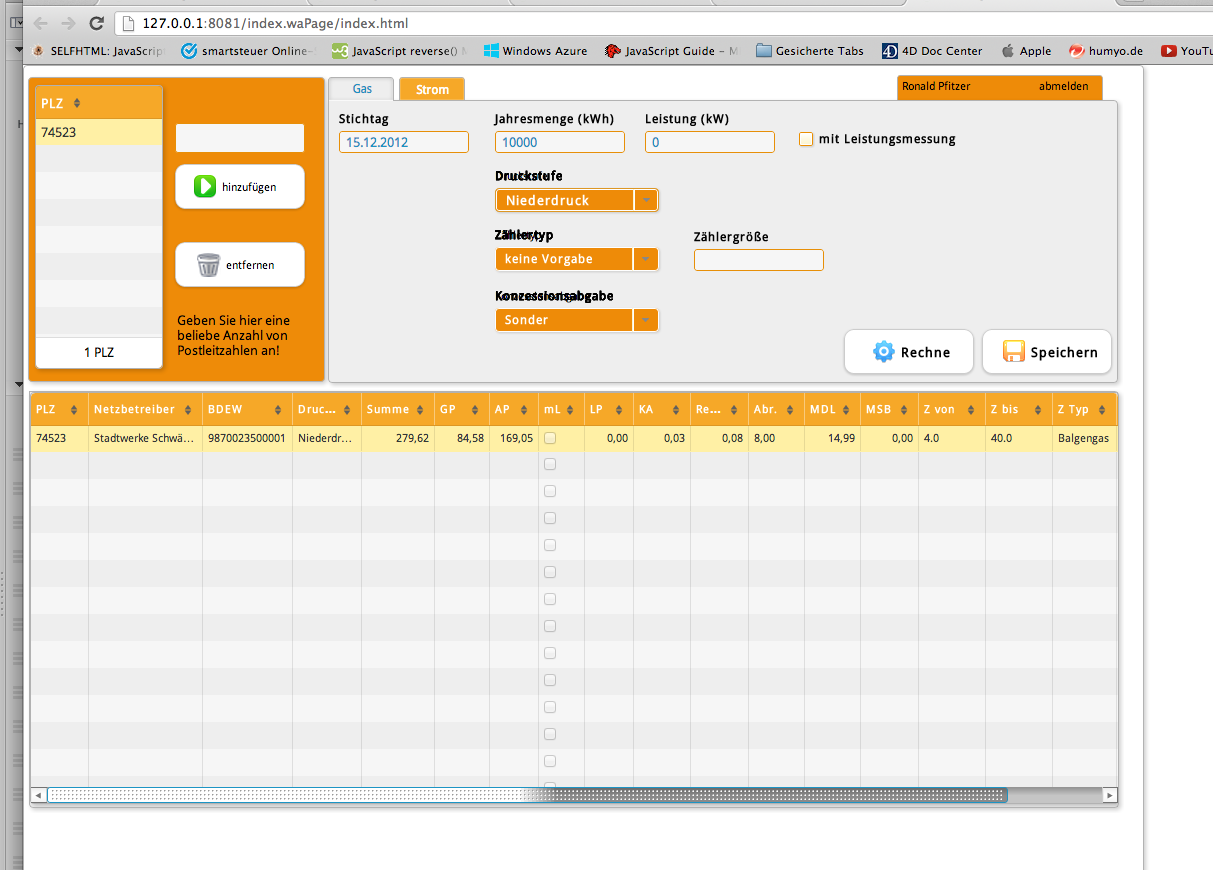 127.0.0.1:8081/index.waPage/index.html
SELFHTML: JavaScrip smartsteuer Online- JavaScript reverse() M Windows Azure JavaScript Guide – M Gesicherte Tabs 4D Doc Center Apple humyo.de YouTu
Gas Strom
Ronald Pfitzer abmelden
PLZ
74523
hinzufügen
entfernen
Geben Sie hier eine
beliebe Anzahl von
Postleitzahlen an!
1 PLZ
Stichtag Jahresmenge (kWh) Leistung (kW)
15.12.2012 10000 0 mit Leistungsmessung
Druckstufe
Niederdruck
Zählertyp Zählergröße
keine Vorgabe
Konzessionsabgabe
Sonder
Rechne Speichern
PLZ Netzbetreiber BDEW Druc... Summe GP AP mL LP KA Re... Abr. MDL MSB Z von Z bis Z Typ
74523 Stadtwerke Schwä... 9870023500001 Niederdr... 279,62 84,58 169,05 0,00 0,03 0,08 8,00 14,99 0,00 4.0 40.0 Balgengas